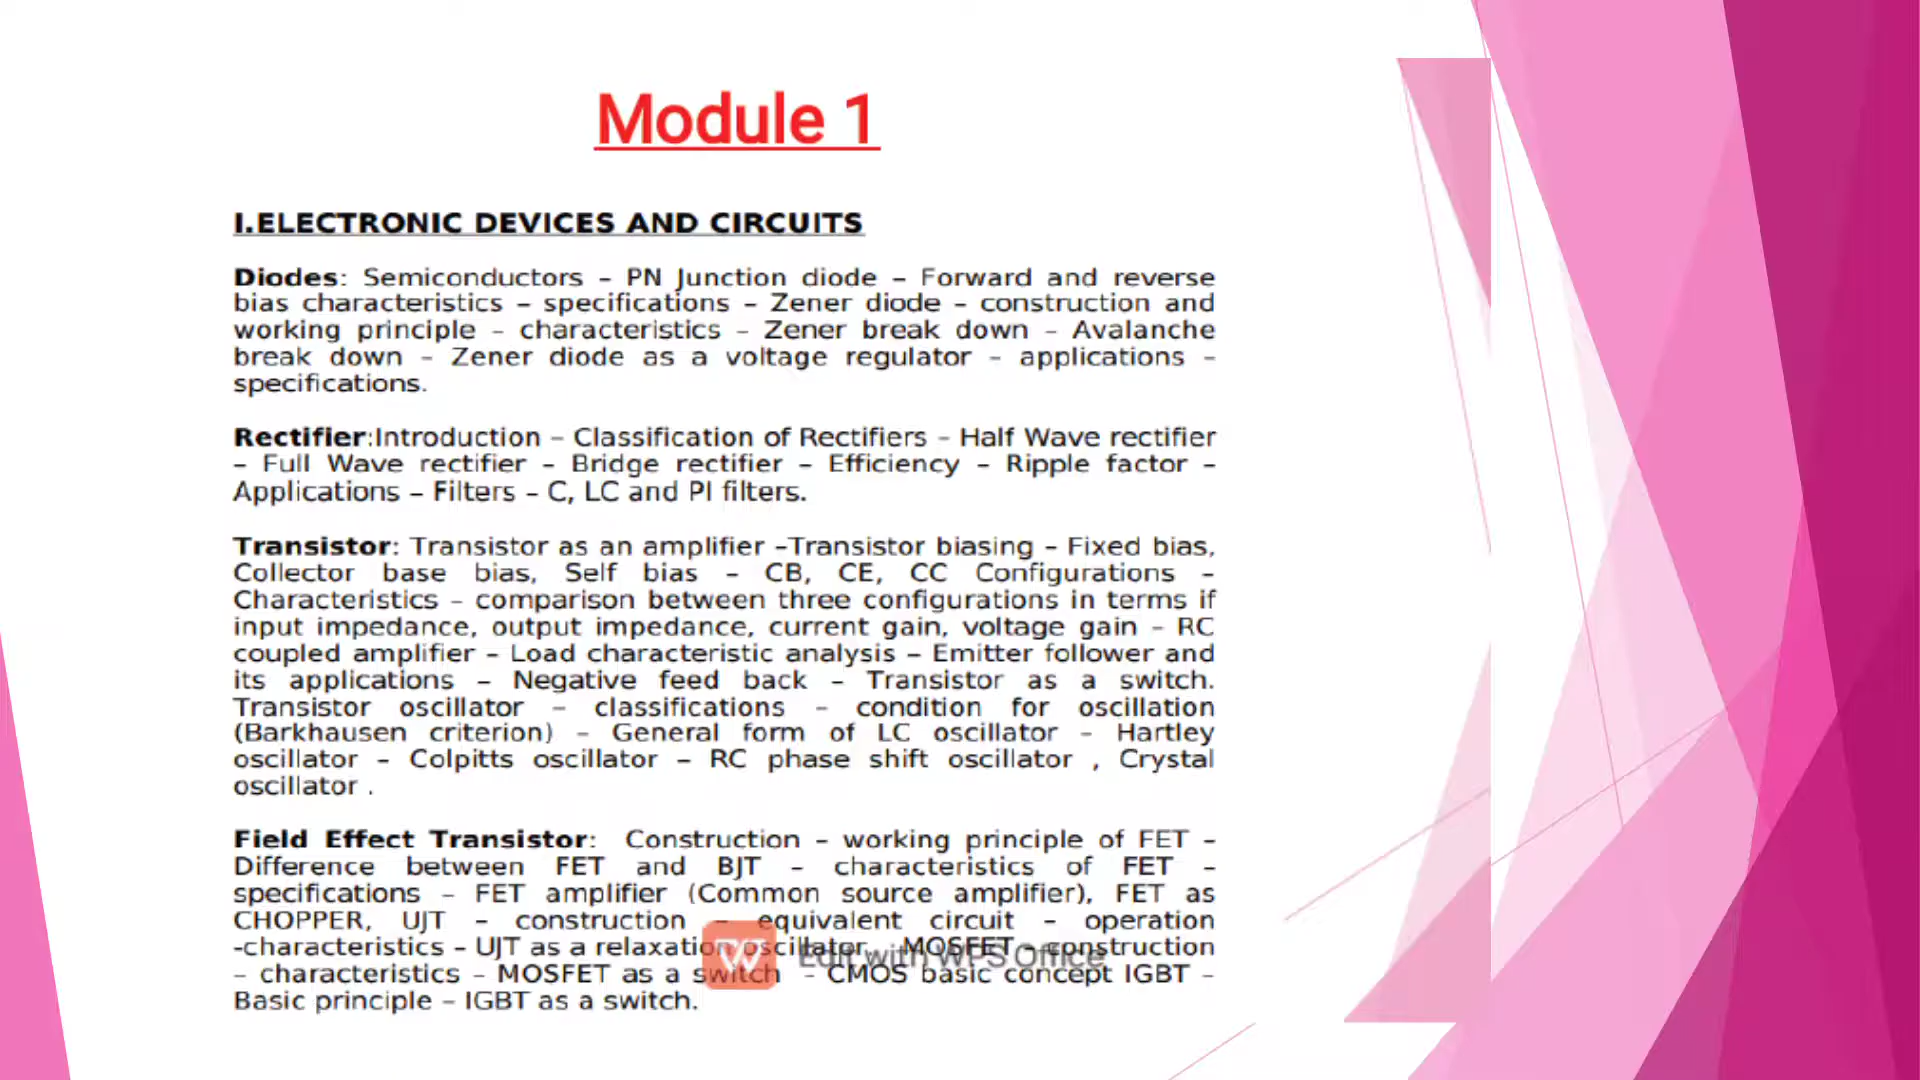 Module 1
I.ELECTRONIC DEVICES AND CIRCUITS
Diodes: Semiconductors – PN Junction diode – Forward and reverse
bias characteristics – specifications – Zener diode – construction and
working principle – characteristics – Zener break down – Avalanche
break down – Zener diode as a voltage regulator – applications –
specifications.
Rectifier:Introduction – Classification of Rectifiers – Half Wave rectifier
– Full Wave rectifier – Bridge rectifier – Efficiency – Ripple factor –
Applications – Filters – C, LC and PI filters.
Transistor: Transistor as an amplifier –Transistor biasing – Fixed bias,
Collector base bias, Self bias – CB, CE, CC Configurations –
Characteristics – comparison between three configurations in terms if
input impedance, output impedance, current gain, voltage gain – RC
coupled amplifier – Load characteristic analysis – Emitter follower and
its applications – Negative feed back – Transistor as a switch.
Transistor oscillator – classifications – condition for oscillation
(Barkhausen criterion) – General form of LC oscillator – Hartley
oscillator – Colpitts oscillator – RC phase shift oscillator , Crystal
oscillator .
Field Effect Transistor: Construction – working principle of FET –
Difference between FET and BJT – characteristics of FET –
specifications – FET amplifier (Common source amplifier), FET as
CHOPPER, UJT – construction – equivalent circuit – operation
-characteristics – UJT as a relaxation oscillator – MOSFET – construction
– characteristics – MOSFET as a switch – CMOS basic concept IGBT –
Basic principle – IGBT as a switch.
Edit with WPS Office